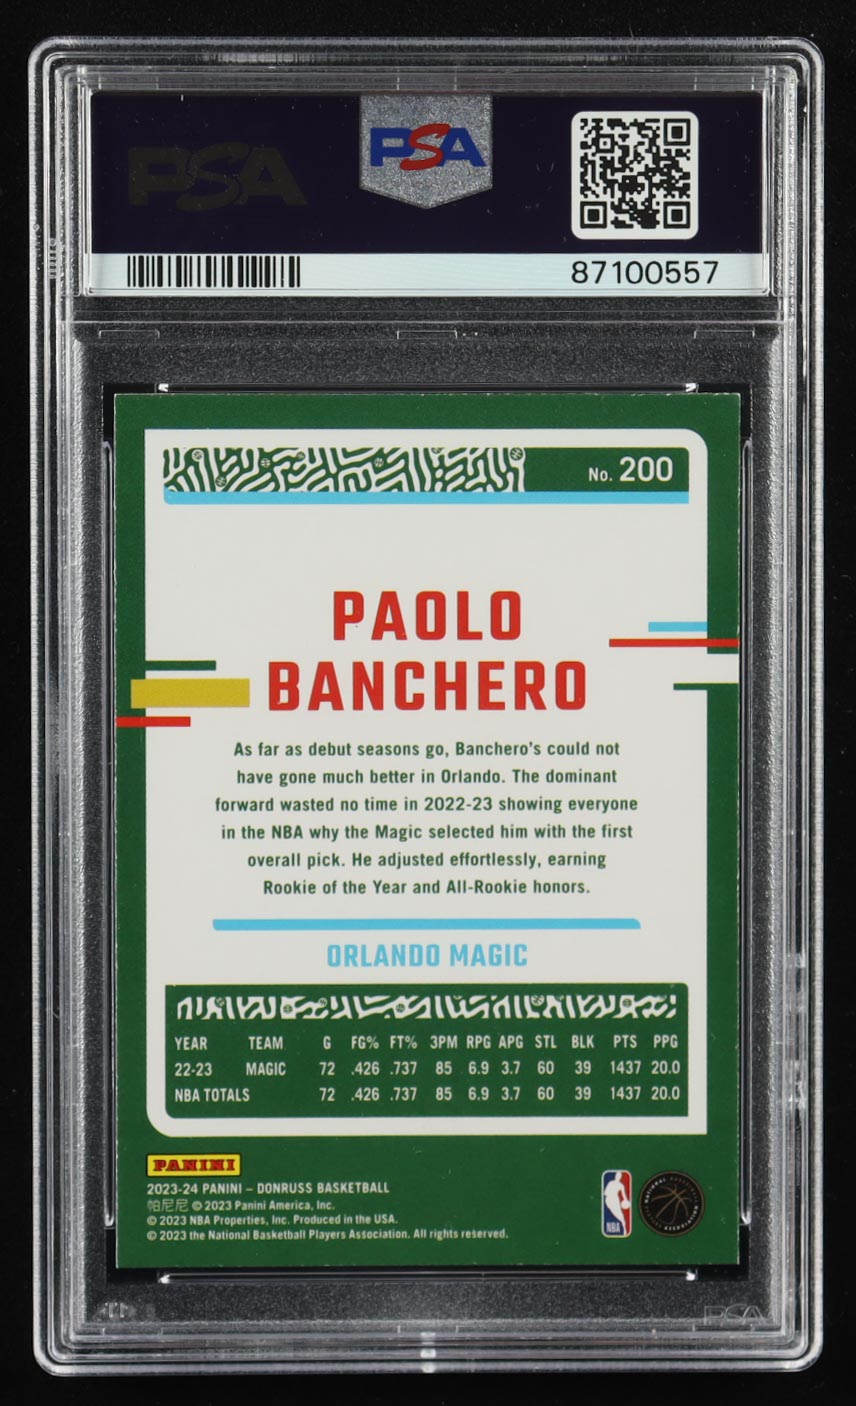 PSA
PSA
87100557
No. 200
PAOLO
BANCHERO
As far as debut seasons go, Banchero's could not
have gone much better in Orlando. The dominant
forward wasted no time in 2022-23 showing everyone
in the NBA why the Magic selected him with the first
overall pick. He adjusted effortlessly, earning
Rookie of the Year and All-Rookie honors.
ORLANDO MAGIC
YEAR TEAM G FG% FT% 3PM RPG APG STL BLK PTS PPG
22-23 MAGIC 72 .426 .737 85 6.9 3.7 60 39 1437 20.0
NBA TOTALS 72 .426 .737 85 6.9 3.7 60 39 1437 20.0
PANINI
2023-24 PANINI – DONRUSS BASKETBALL
帕尼尼 © 2023 Panini America, Inc.
© 2023 NBA Properties, Inc. Produced in the USA.
© 2023 the National Basketball Players Association. All rights reserved.
NBA
NATIONAL BASKETBALL PLAYERS ASSOCIATION
PSA